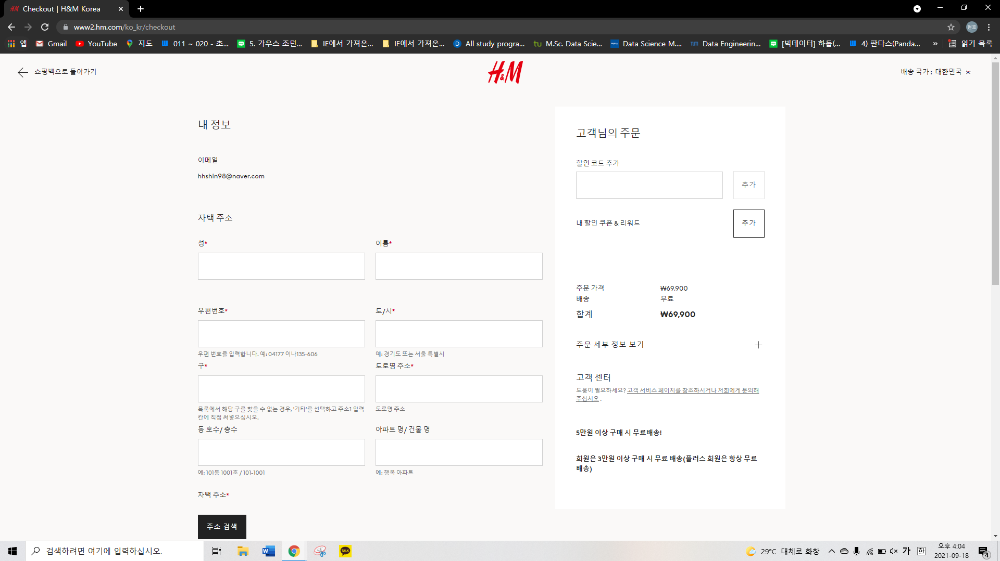 Checkout | H&M Korea
www2.hm.com/ko_kr/checkout
현호
앱
Gmail
YouTube
지도
011 ~ 020 - 초...
5. 가우스 조던...
IE에서 가져온...
IE에서 가져온...
All study progra...
M.Sc. Data Scie...
Data Science M....
Data Engineerin...
[빅데이터] 하둡(...
4) 판다스(Panda...
»
읽기 목록
쇼핑백으로 돌아가기
H&M
배송 국가 : 대한민국
내 정보
이메일
hhshin98@naver.com
자택 주소
성*
이름*
우편번호*
도/시*
우편 번호를 입력합니다. 예: 04177 이나135-606
예: 경기도 또는 서울 특별시
구*
도로명 주소*
목록에서 해당 구를 찾을 수 없는 경우, '기타'를 선택하고 주소1 입력
칸에 직접 써넣으십시오.
도로명 주소
동 호수/ 층수
아파트 명/ 건물 명
예: 101동 1001호 / 101-1001
예: 행복 아파트
자택 주소*
주소 검색
고객님의 주문
할인 코드 추가
추가
내 할인 쿠폰 & 리워드
추가
주문 가격 ₩69,900
배송 무료
합계 ₩69,900
주문 세부 정보 보기
고객 센터
도움이 필요하세요? 고객 서비스 페이지를 참조하시거나 저희에게 문의해
주십시오 .
5만원 이상 구매 시 무료배송!
회원은 3만원 이상 구매 시 무료 배송(플러스 회원은 항상 무료
배송)
검색하려면 여기에 입력하십시오.
TALK
29°C 대체로 화창
가
한
오후 4:04
2021-09-18
4